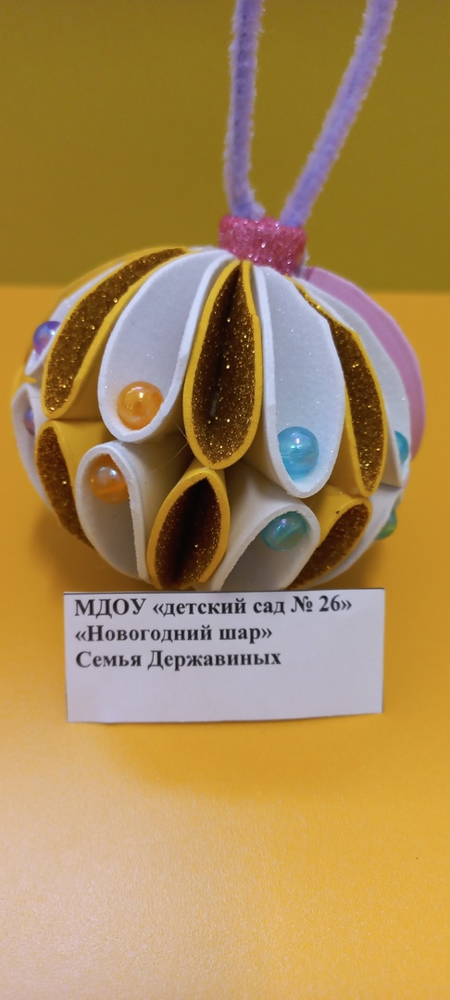 МДОУ «детский сад № 26»
«Новогодний шар»
Семья Державиных